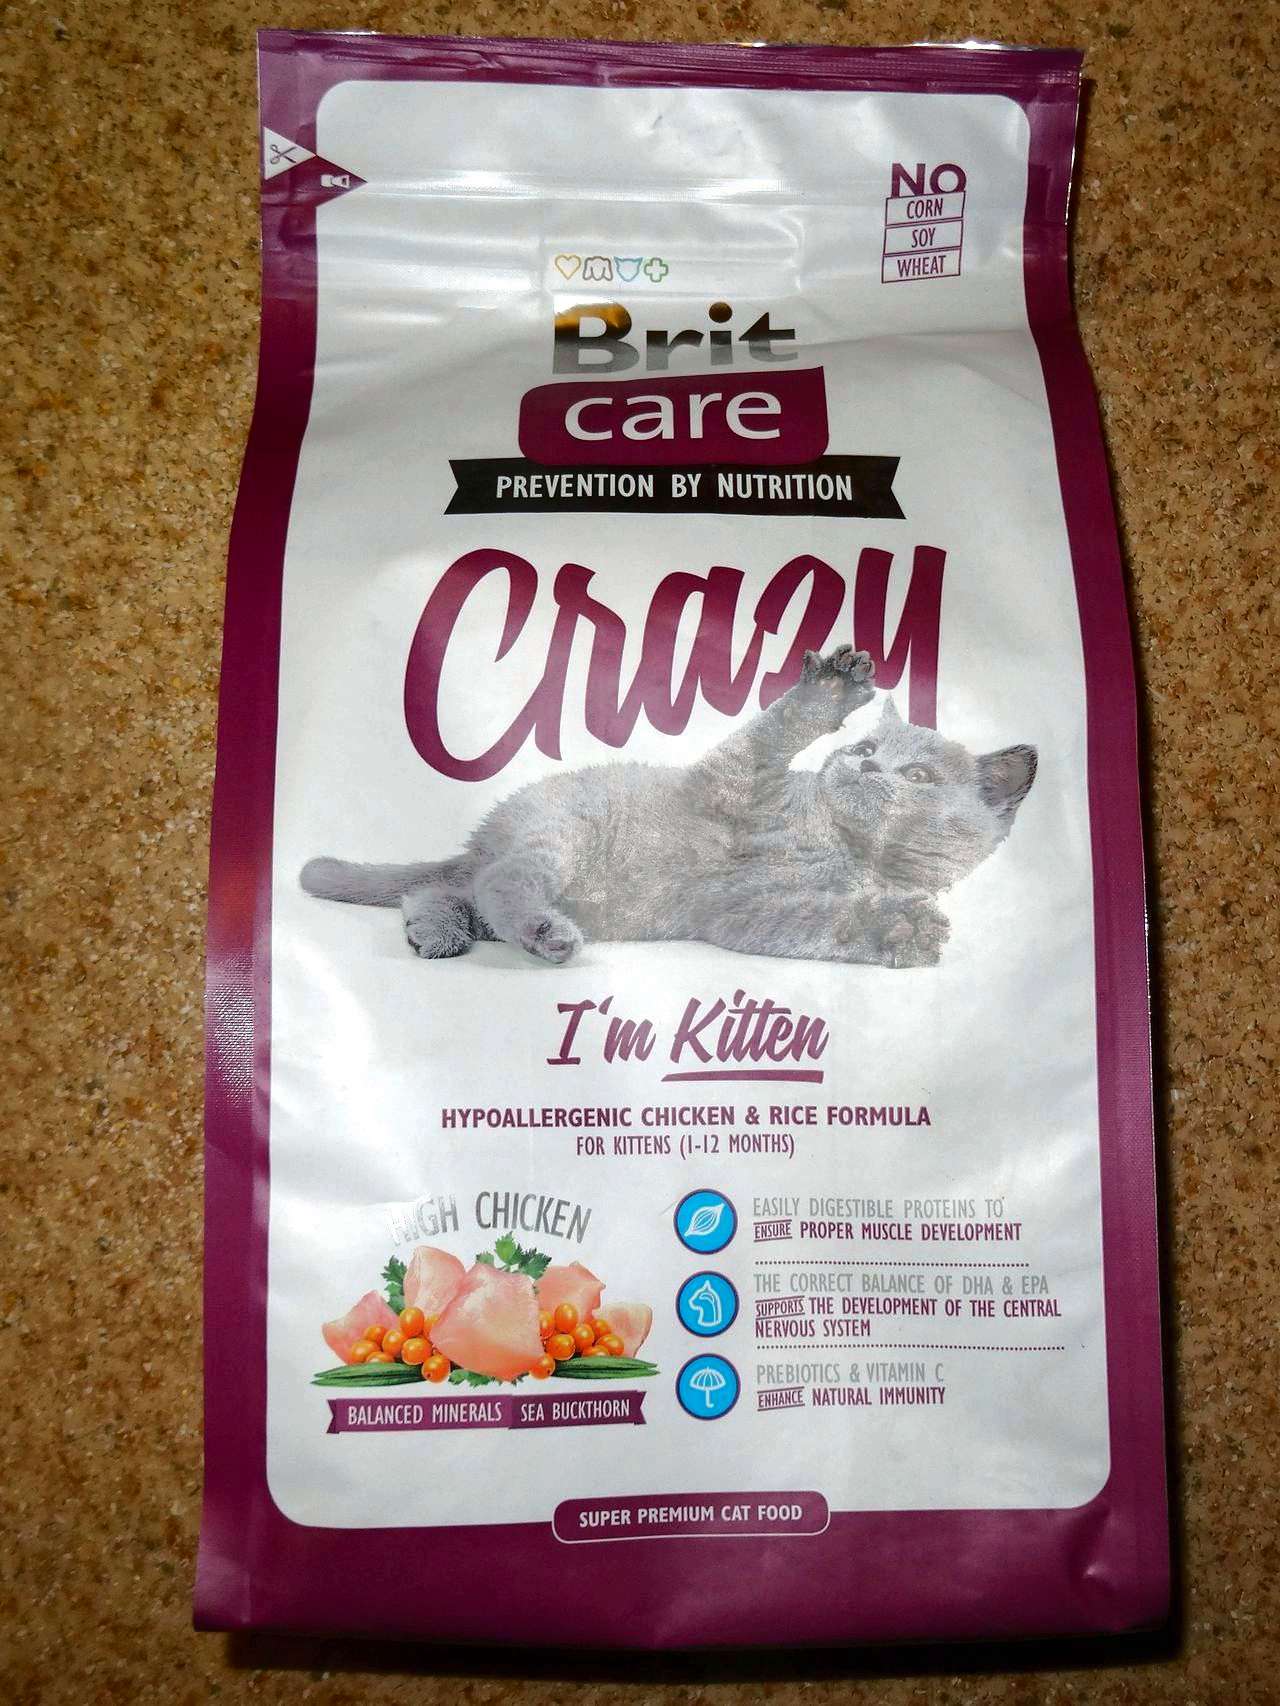 NO
CORN
SOY
WHEAT
Brit
care
PREVENTION BY NUTRITION
Crazy
I'm Kitten
HYPOALLERGENIC CHICKEN & RICE FORMULA
FOR KITTENS (1-12 MONTHS)
HIGH CHICKEN
BALANCED MINERALS SEA BUCKTHORN
EASILY DIGESTIBLE PROTEINS TO
ENSURE PROPER MUSCLE DEVELOPMENT
THE CORRECT BALANCE OF DHA & EPA
SUPPORTS THE DEVELOPMENT OF THE CENTRAL
NERVOUS SYSTEM
PREBIOTICS & VITAMIN C
ENHANCE NATURAL IMMUNITY
SUPER PREMIUM CAT FOOD